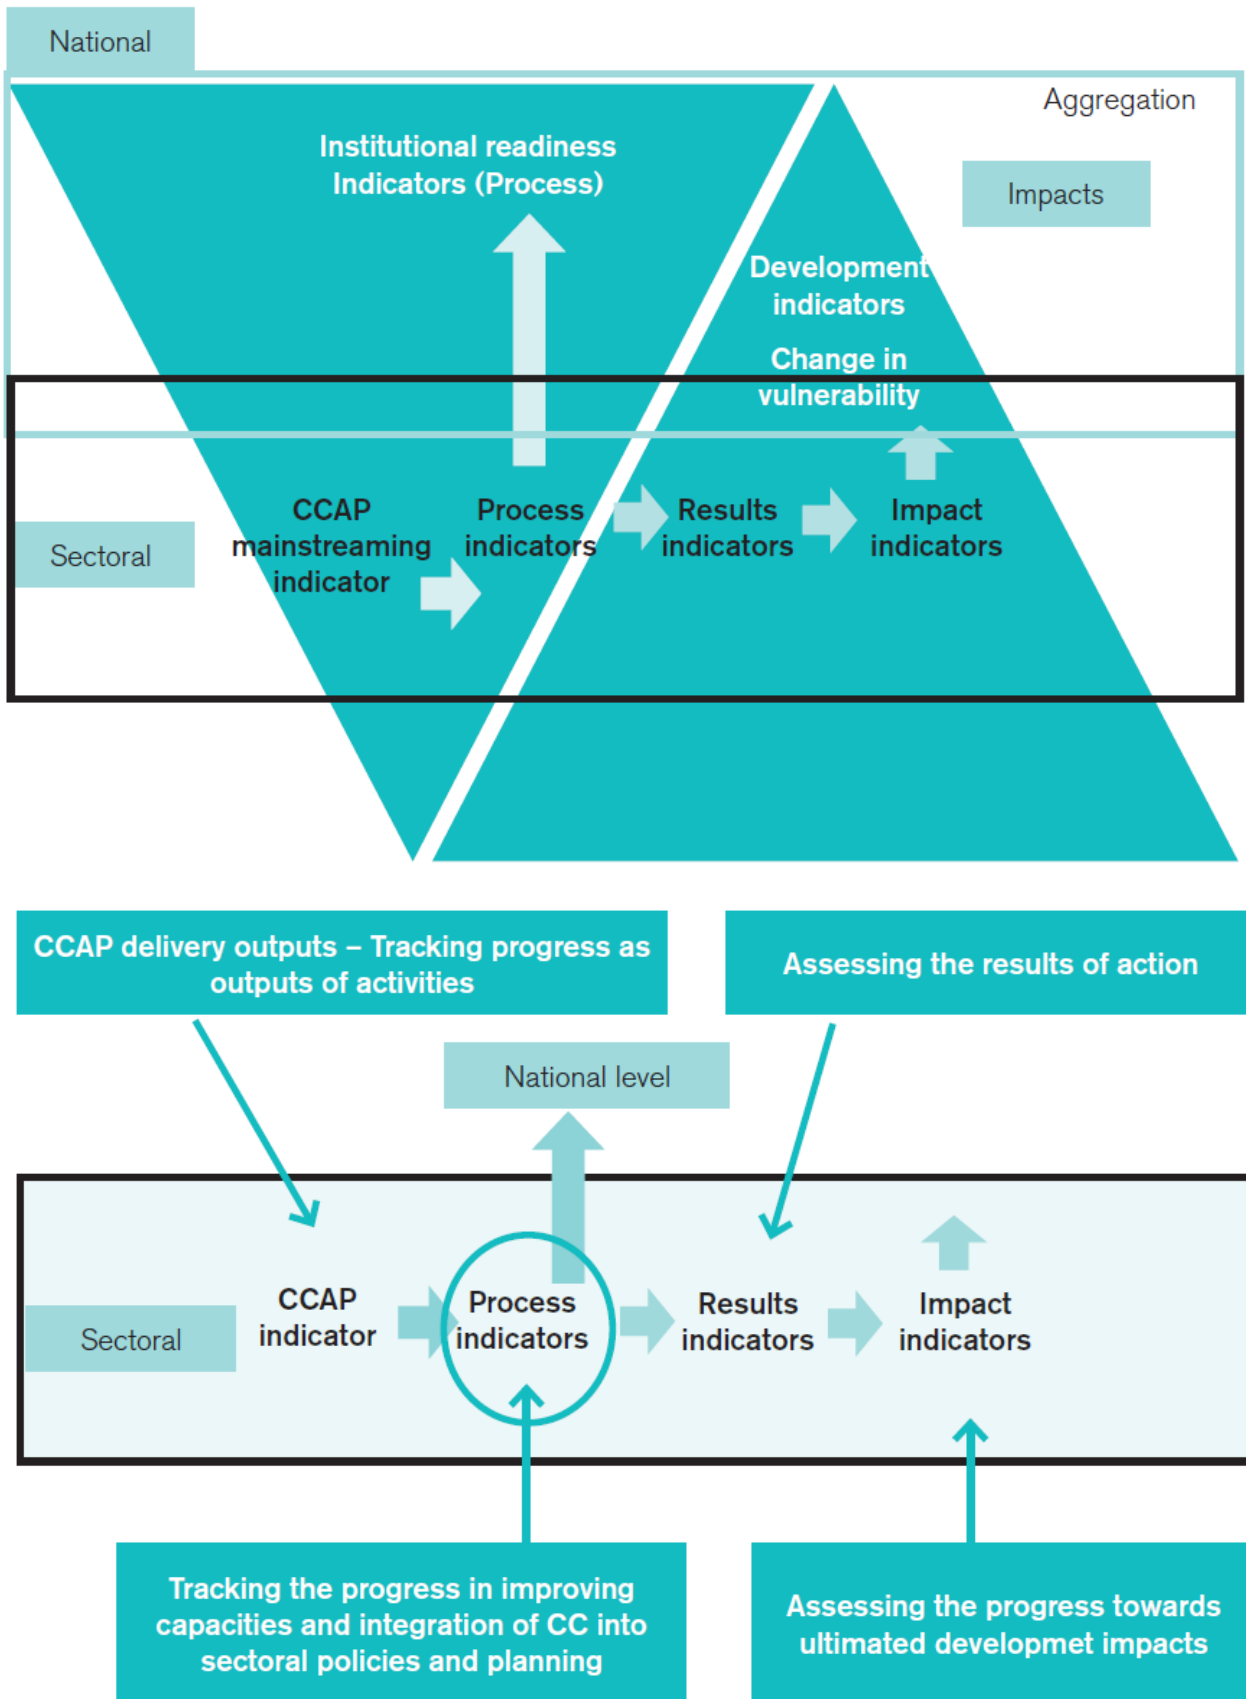 National
Aggregation
Institutional readiness
Indicators (Process)
Impacts
Development
indicators
Change in
vulnerability
Sectoral
CCAP
mainstreaming
indicator
Process
indicators
Results
indicators
Impact
indicators
CCAP delivery outputs – Tracking progress as
outputs of activities
Assessing the results of action
National level
Sectoral
CCAP
indicator
Process
indicators
Results
indicators
Impact
indicators
Tracking the progress in improving
capacities and integration of CC into
sectoral policies and planning
Assessing the progress towards
ultimated developmet impacts